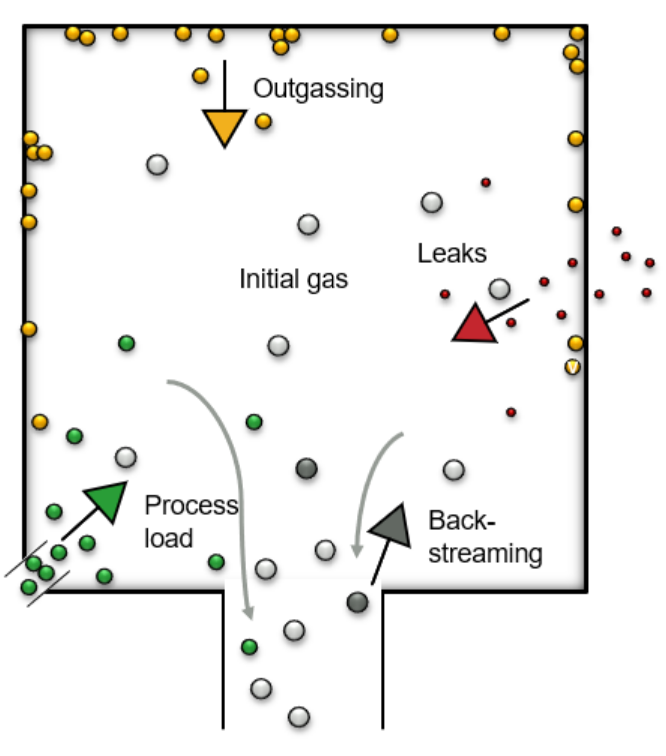 Outgassing
Leaks
Initial gas
Process
load
Back-
streaming
V